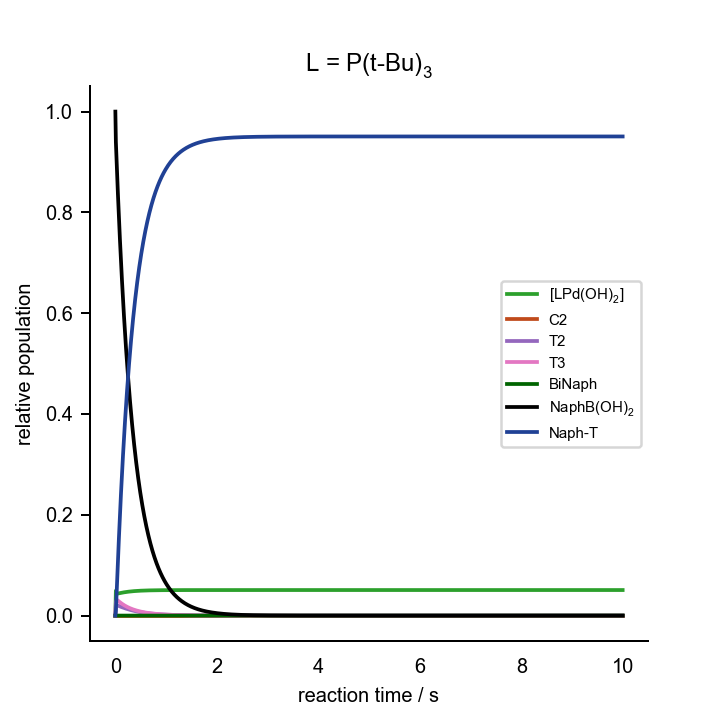 L = P(t-Bu)₃
1.0
0.8
0.6
0.4
0.2
0.0
relative population
[LPd(OH)₂]
C2
T2
T3
BiNaph
NaphB(OH)₂
Naph-T
0 2 4 6 8 10
reaction time / s